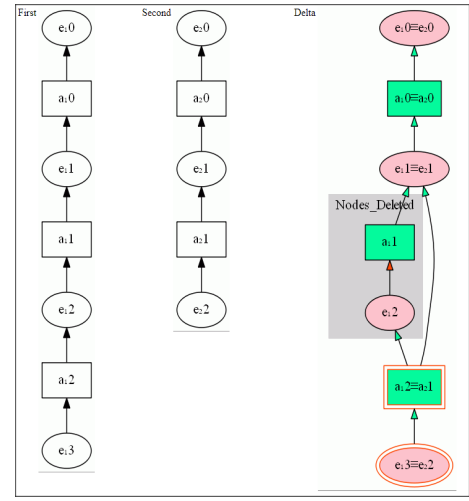 First
Second
Delta
e₁0
e₂0
e₁0≡e₂0
a₁0
a₂0
a₁0≡a₂0
e₁1
e₂1
e₁1≡e₂1
Nodes_Deleted
a₁1
a₂1
a₁1
e₁2
e₂2
e₁2
a₁2
a₁2≡a₂1
e₁3
e₁3≡e₂2